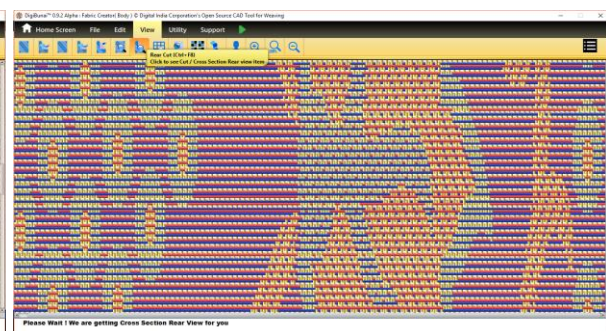 DigiBunai™ 0.9.2 Alpha : Fabric Creator( Body ) © Digital India Corporation's Open Source CAD Tool for Weaving
Home Screen File Edit View Utility Support
Rear Cut (Ctrl+F8)
Click to see Cut / Cross Section Rear view item
Please Wait ! We are getting Cross Section Rear View for you